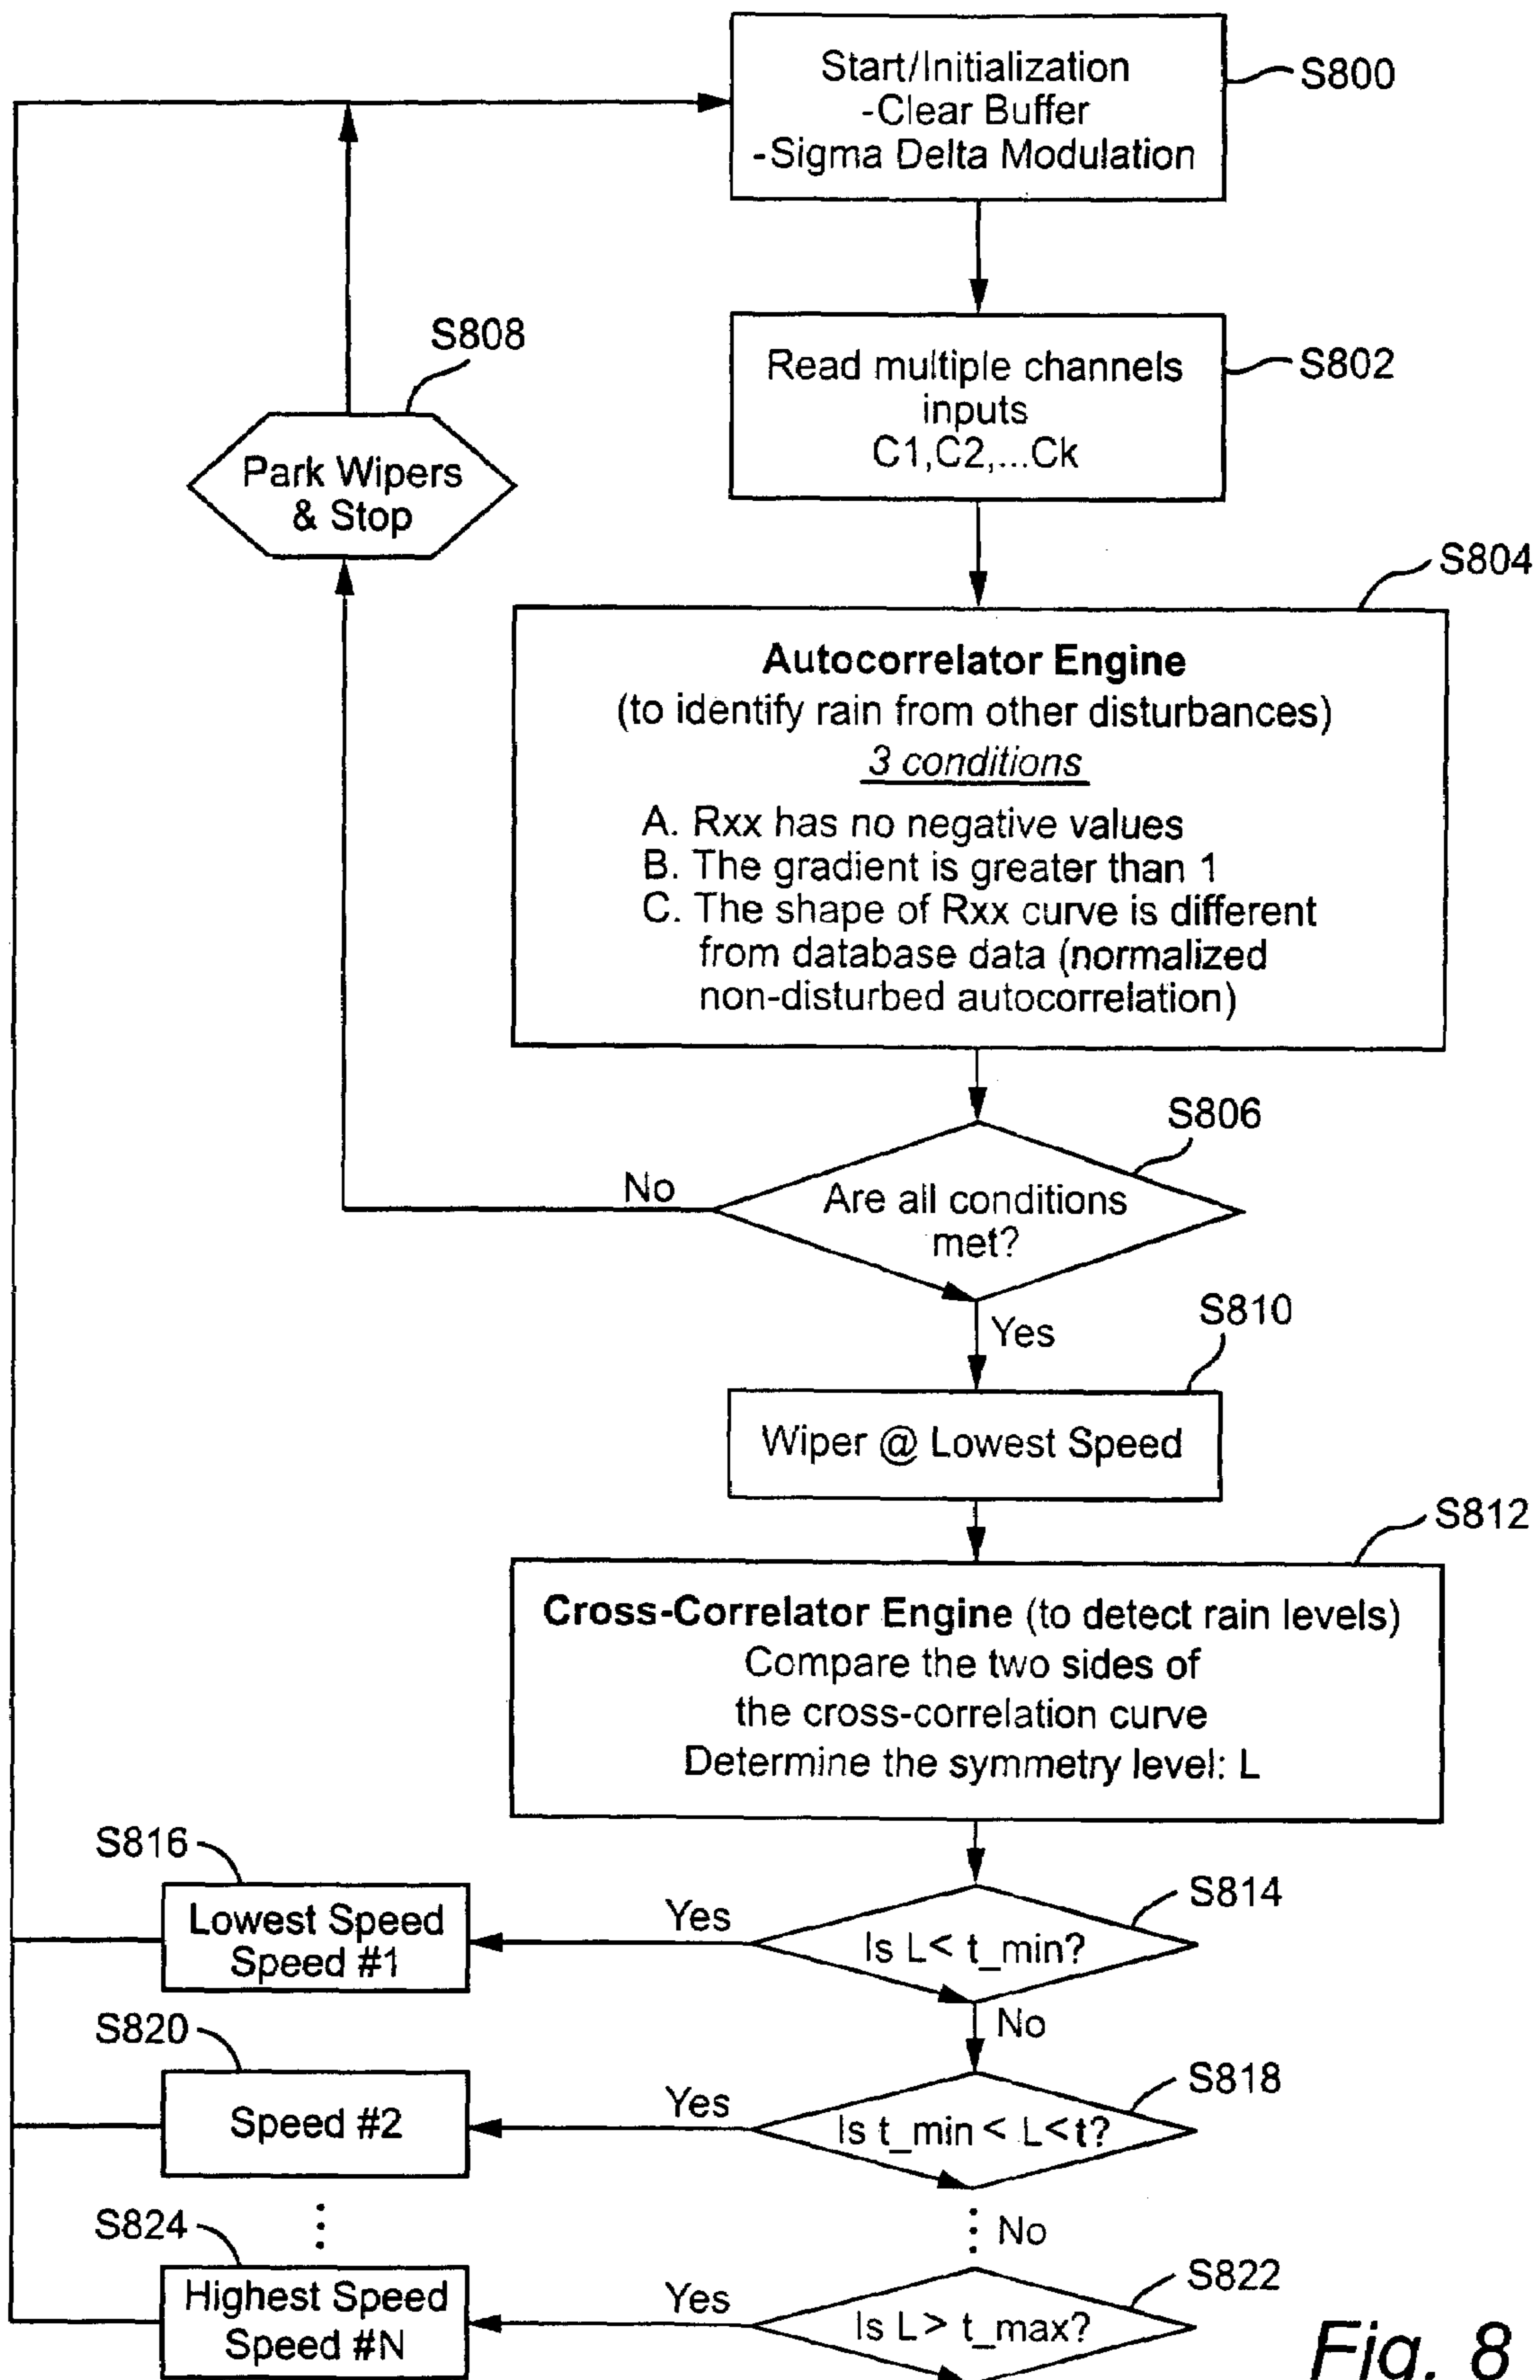 Start/Initialization
-Clear Buffer
-Sigma Delta Modulation
S800
Read multiple channels
inputs
C1,C2,...Ck
S802
S808
Park Wipers
& Stop
S804
Autocorrelator Engine
(to identify rain from other disturbances)
3 conditions
A. Rxx has no negative values
B. The gradient is greater than 1
C. The shape of Rxx curve is different
from database data (normalized
non-disturbed autocorrelation)
S806
No
Are all conditions
met?
Yes
S810
Wiper @ Lowest Speed
S812
Cross-Correlator Engine (to detect rain levels)
Compare the two sides of
the cross-correlation curve
Determine the symmetry level: L
S816
Lowest Speed
Speed #1
Yes
S814
Is L< t_min?
No
S820
Speed #2
Yes
S818
Is t_min < L<t?
No
S824
Highest Speed
Speed #N
Yes
S822
Is L> t_max?
Fig. 8